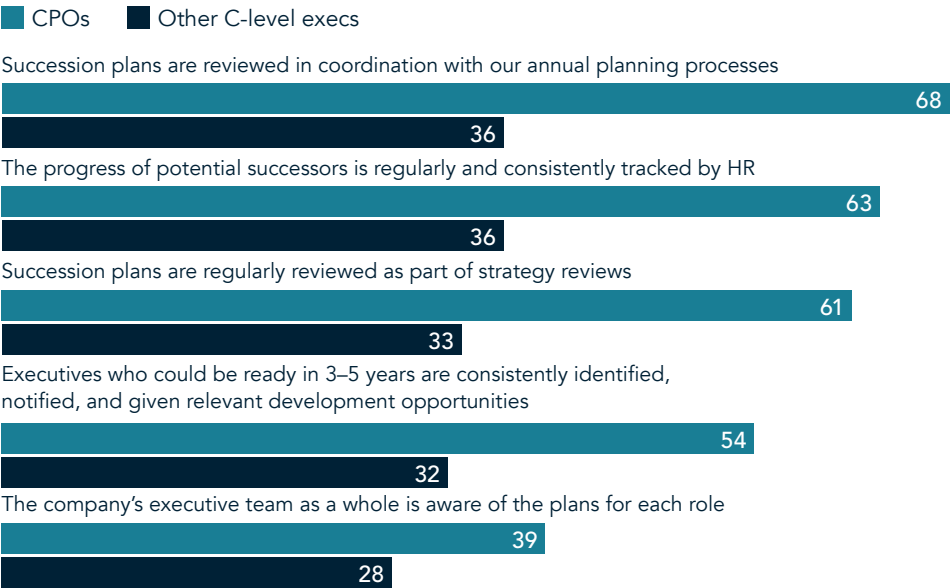 CPOs Other C-level execs
Succession plans are reviewed in coordination with our annual planning processes
68
36
The progress of potential successors is regularly and consistently tracked by HR
63
36
Succession plans are regularly reviewed as part of strategy reviews
61
33
Executives who could be ready in 3–5 years are consistently identified,
notified, and given relevant development opportunities
54
32
The company’s executive team as a whole is aware of the plans for each role
39
28